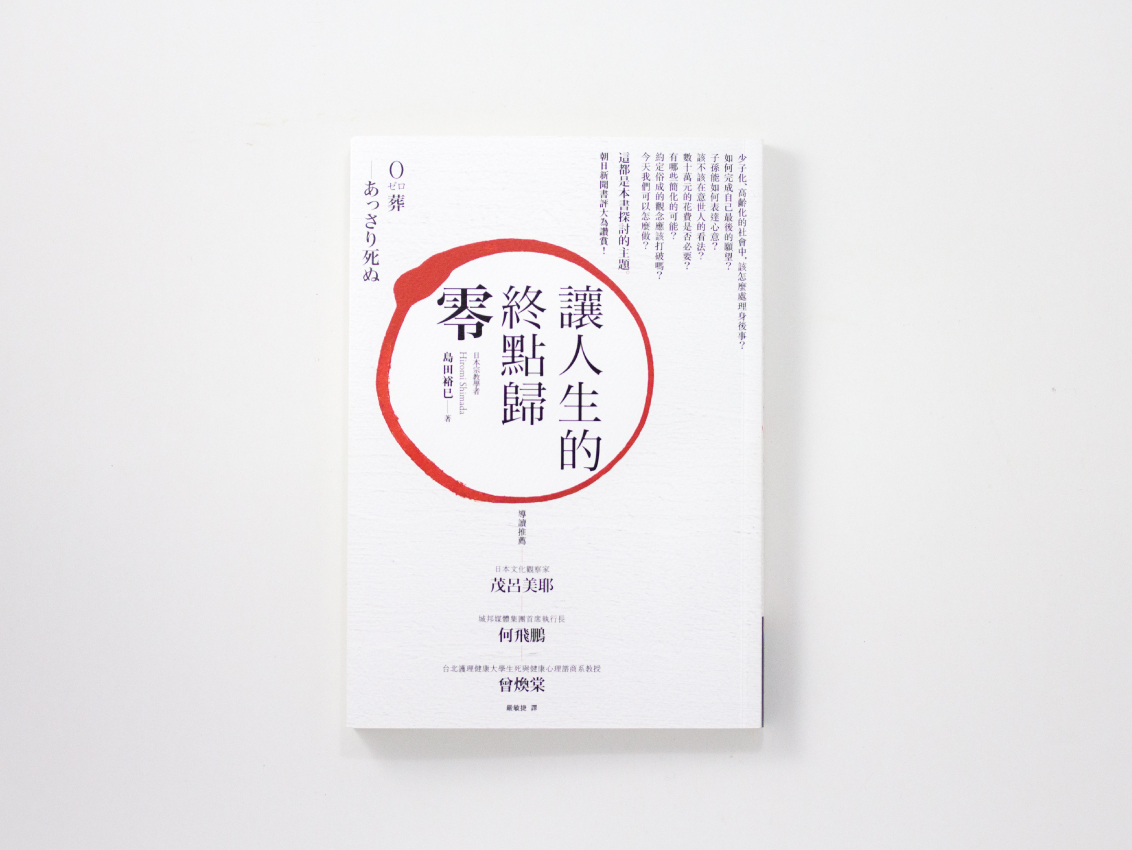 少子化、高齡化的社會中，該怎麼處理身後事？
如何完成自己最後的願望？
子孫能如何表達心意？
該不該在意世人的看法？
數十萬元的花費是否必要？
有哪些簡化的可能？
約定俗成的觀念應該打破嗎？
今天我們可以怎麼做？
這都是本書探討的主題
朝日新聞書評大為讚賞！
讓人生的
終點歸
零
日本宗教學者
Hiromi Shimada
島田裕巳——著
0葬
ゼロ
——あっさり死ぬ
導讀推薦
日本文化觀察家
茂呂美耶
城邦媒體集團首席執行長
何飛鵬
台北護理健康大學生死與健康心理諮商系教授
曾煥棠
嚴敏捷 譯